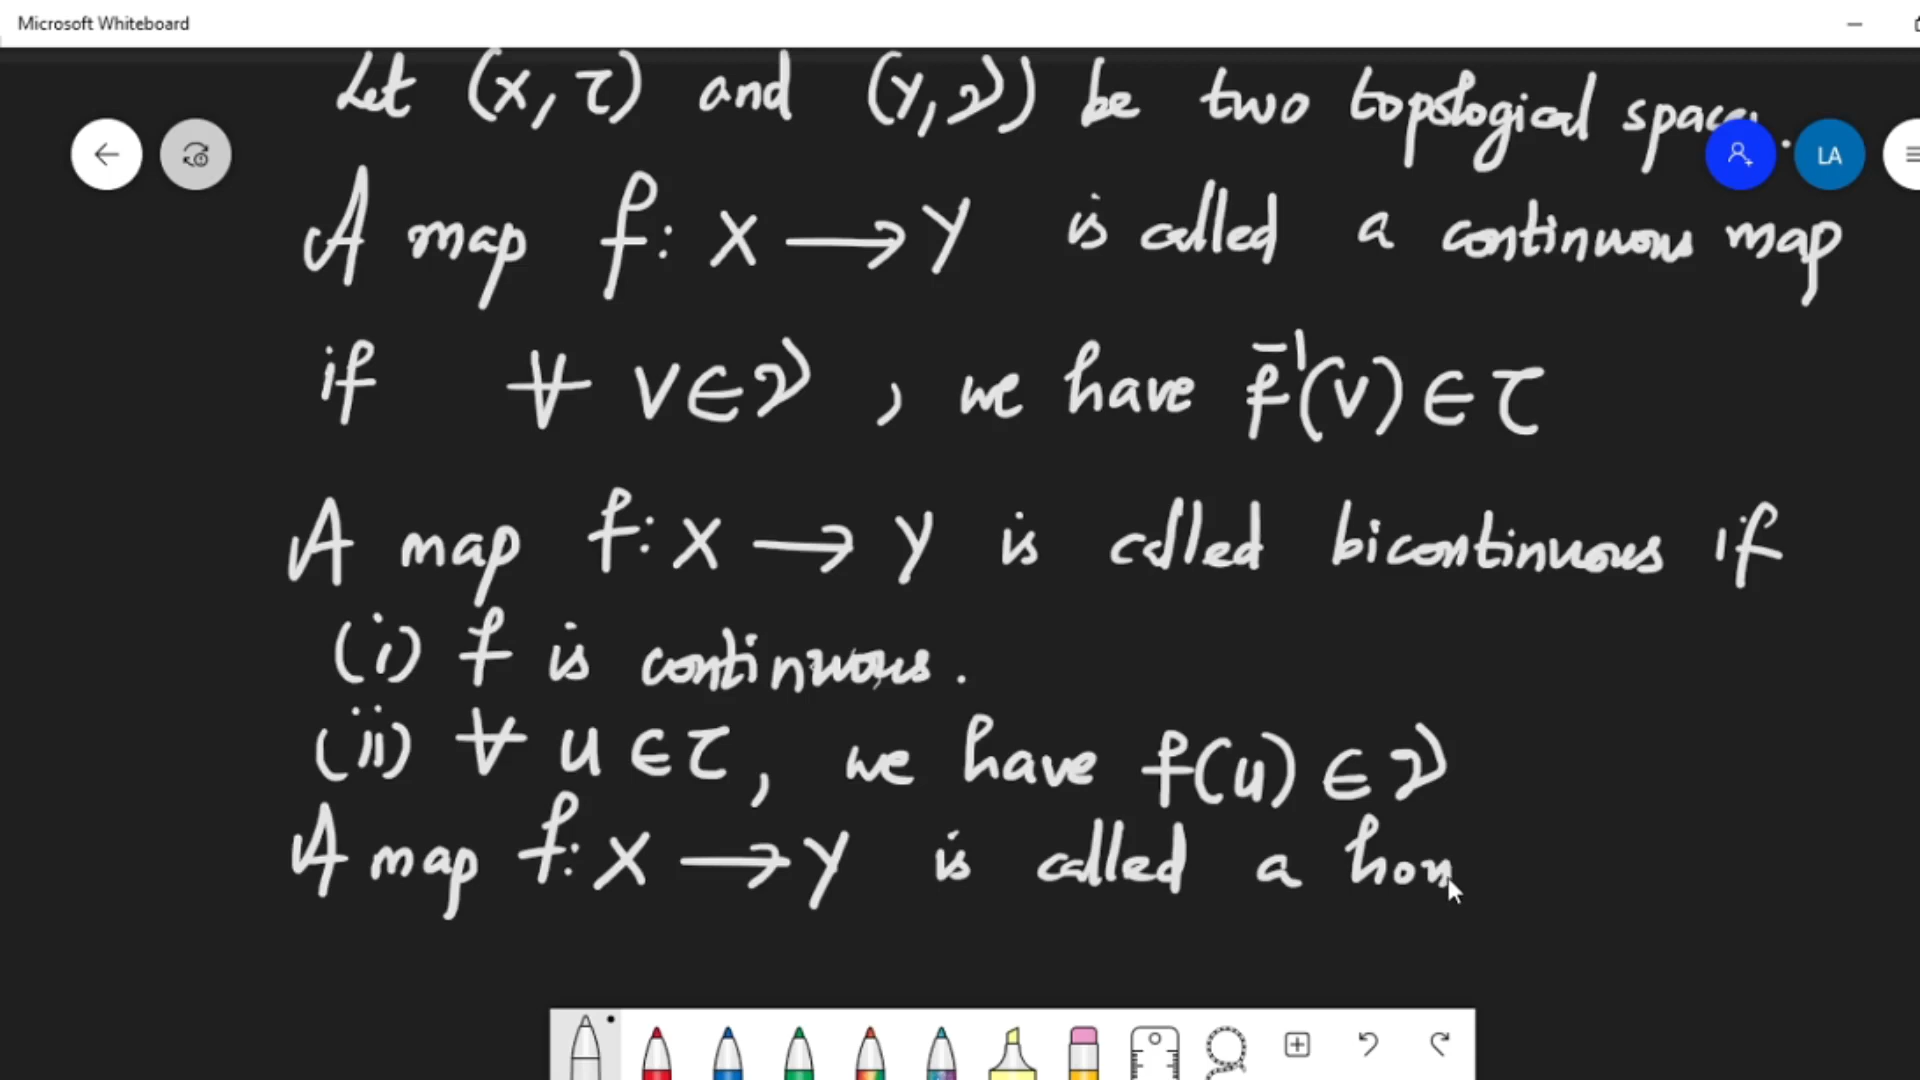 Microsoft Whiteboard
Let (X, τ) and (Y, ν) be two topological spaces.
A map f: X → Y is called a continuous map
if ∀ V ∈ ν, we have f⁻¹(V) ∈ τ
LA
A map f: X → Y is called bicontinuous if
(i) f is continuous.
(ii) ∀ U ∈ τ, we have f(U) ∈ ν
A map f: X → Y is called a hom